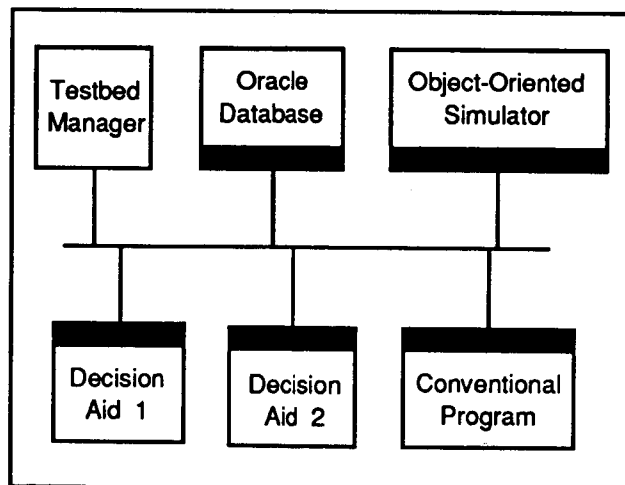 Testbed
Manager
Oracle
Database
Object-Oriented
Simulator
Decision
Aid 1
Decision
Aid 2
Conventional
Program